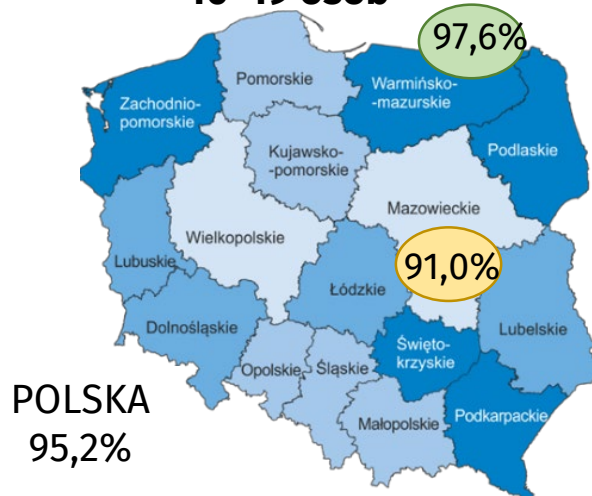 97,6%
Pomorskie
Warmińsko-
-mazurskie
Zachodnio-
pomorskie
Kujawsko-
-pomorskie
Podlaskie
Mazowieckie
Wielkopolskie
Lubuskie
91,0%
Łódzkie
Dolnośląskie
Lubelskie
Święto-
krzyskie
Opolskie
Śląskie
POLSKA
95,2%
Małopolskie
Podkarpackie